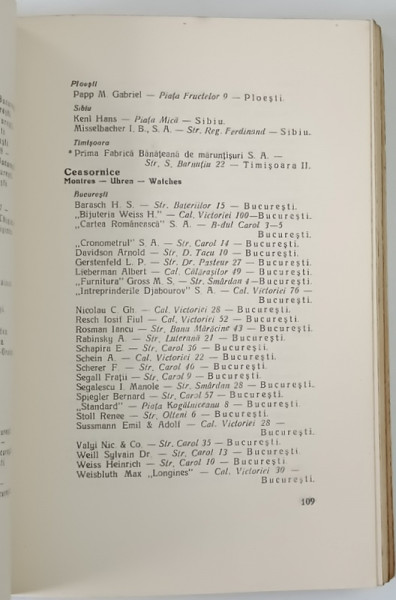 Ploeşti
Papp M. Gabriel — Piaţa Fructelor 9 — Ploeşti.
Sibiu
Kenl Hans — Piaţa Mică — Sibiu.
Misselbacher I. B., S. A. — Str. Reg. Ferdinand — Sibiu.
Timişoara
* Prima Fabrică Bănăţeană de mărunţişuri S. A. —
Str. S. Barnuţiu 22 — Timişoara II.
Ceasornice
Montres — Uhren — Watches
Bucureşti
Barasch H. S. — Str. Bateriilor 15 — Bucureşti.
„Bijuteria Weiss H." — Cal. Victoriei 100—Bucureşti.
„Cartea Românească" S. A. — B-dul Carol 3—5
Bucureşti.
„Cronometrul" S. A. — Str. Carol 14 — Bucureşti.
Davidson Arnold — Str. D. Tacu 10 — Bucureşti.
Gerstenfeld L. P. — Str. Dr. Pasteur 27 — Bucureşti.
Lieberman Albert — Cal. Călăraşilor 49 — Bucureşti.
„Furnitura" Gross M. S. — Str. Smârdan 4—Bucureşti.
„Intreprinderile Djabourov" S. A. — Cal. Victoriei 76 —
Bucureşti.
Nicolau C. Gh. — Cal. Victoriei 28 — Bucureşti.
Resch Iosif Fiul — Cal. Victoriei 52 — Bucureşti.
Rosman Iancu — Str. Banu Mărăcine 43 — Bucureşti.
Rabinsky A. — Str. Luterană 21 — Bucureşti.
Schapira E. — Str. Carol 36 — Bucureşti.
Schein A. — Cal. Victoriei 22 — Bucureşti.
Scherer F. — Str. Carol 46 — Bucureşti.
Segall Fraţii — Str. Carol 9 — Bucureşti.
Segalescu I. Manole — Str. Smârdan 28 — Bucureşti.
Spiegler Bernard — Str. Carol 57 — Bucureşti.
„Standard" — Piaţa Kogălniceanu 8 — Bucureşti.
Stoll Renee — Str. Olteni 6 — Bucureşti.
Sussmann Emil & Adolf — Cal. Victoriei 28 —
Bucureşti.
Valyi Nic. & Co. — Str. Carol 35 — Bucureşti.
Weill Sylvain Dr. — Str. Carol 13 — Bucureşti.
Weiss Heinrich — Str. Carol 10 — Bucureşti.
Weisbluth Max „Longines" — Cal. Victoriei 30 —
Bucureşti.
109